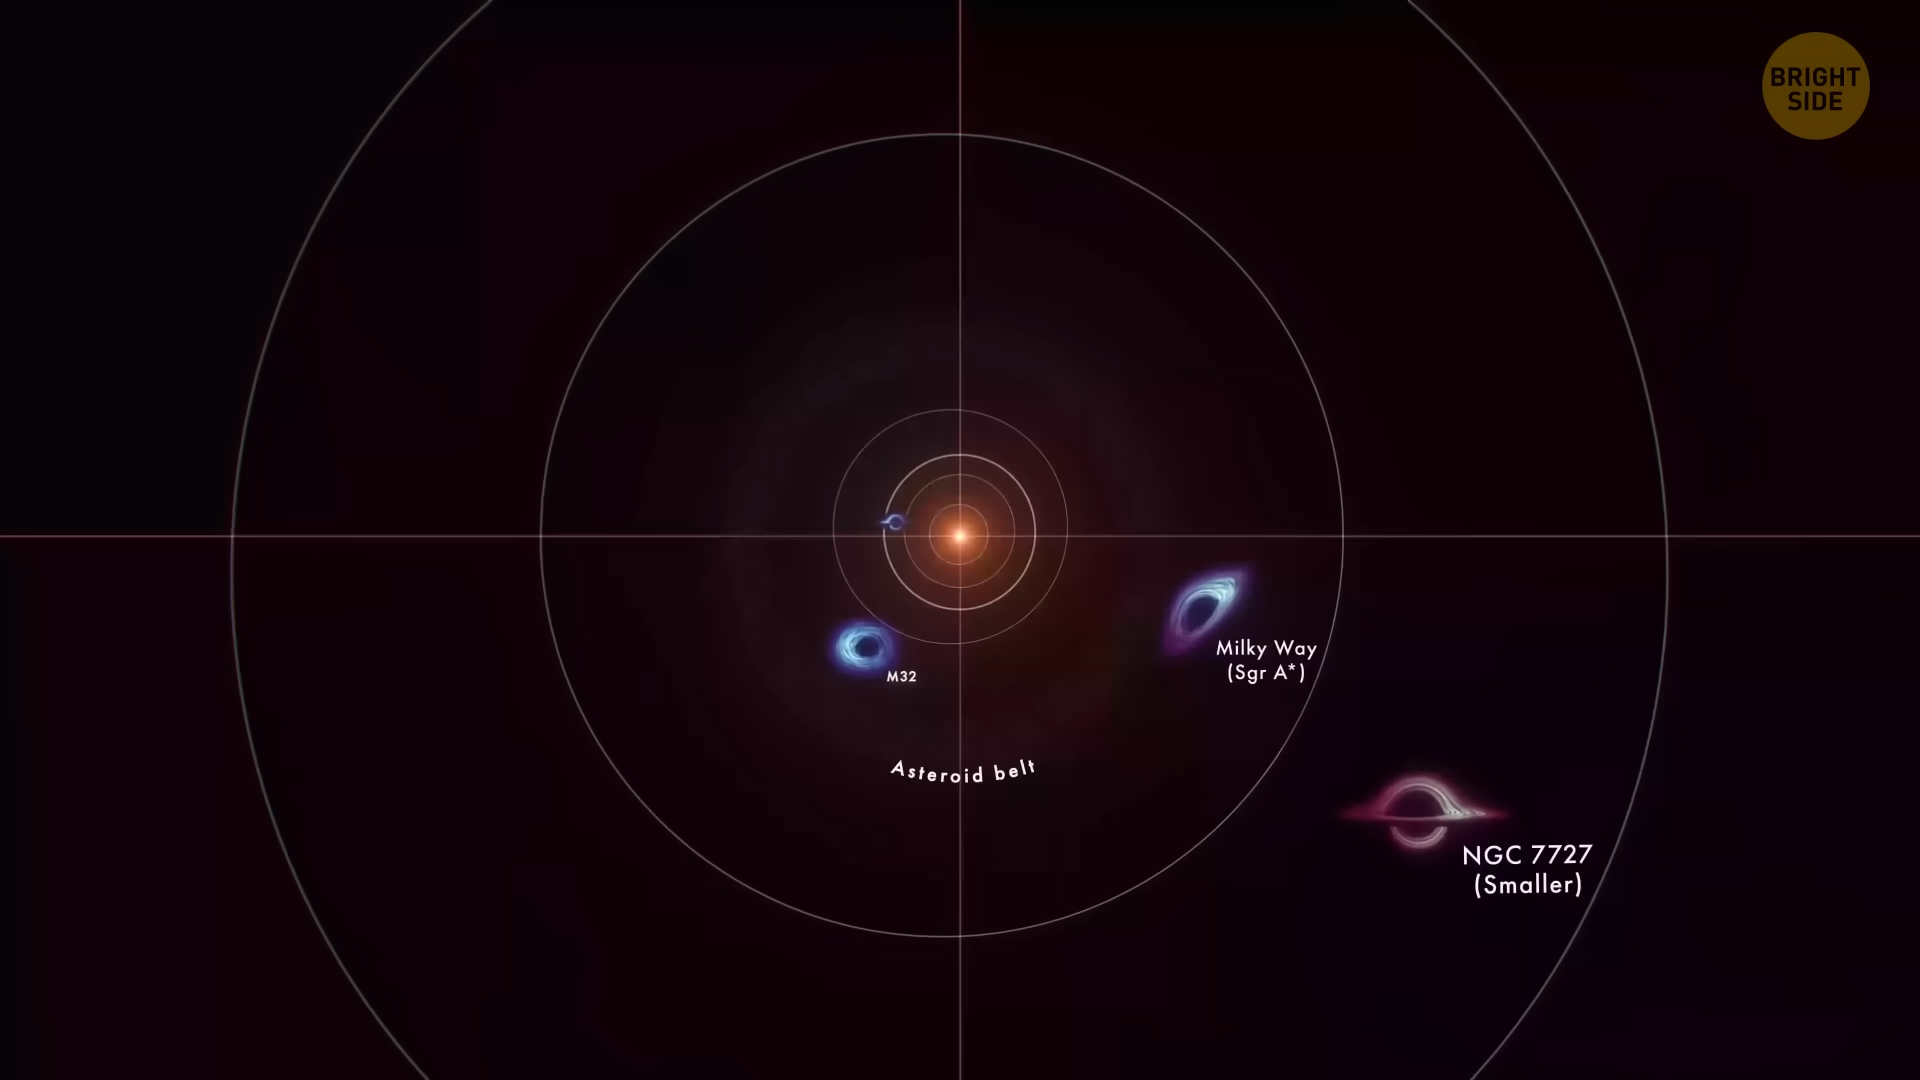 BRIGHT
SIDE
Milky Way
(Sgr A*)
M32
Asteroid belt
NGC 7727
(Smaller)